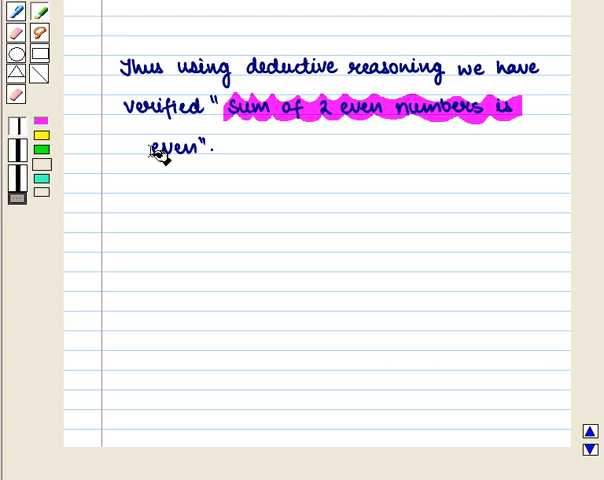 Thus using deductive reasoning we have
verified "Sum of 2 even numbers is
even".